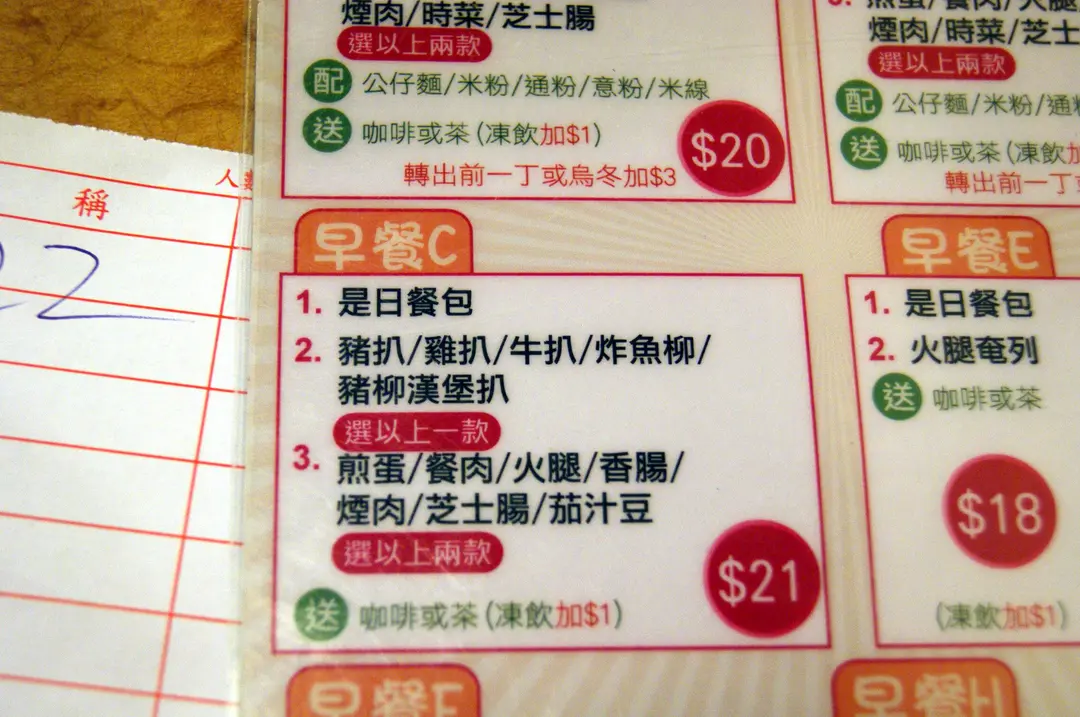 煙肉/時菜/芝士腸
選以上兩款
配 公仔麵/米粉/通粉/意粉/米線
送 咖啡或茶(凍飲加$1)
轉出前一丁或烏冬加$3
$20
煙肉/時菜/芝士
選以上兩款
配 公仔麵/米粉/通
送 咖啡或茶(凍飲
轉出前一丁
稱
人
早餐C
1. 是日餐包
2. 豬扒/雞扒/牛扒/炸魚柳/
豬柳漢堡扒
選以上一款
3. 煎蛋/餐肉/火腿/香腸/
煙肉/芝士腸/茄汁豆
選以上兩款
送 咖啡或茶(凍飲加$1)
$21
早餐E
1. 是日餐包
2. 火腿奄列
送 咖啡或茶
$18
(凍飲加$1)
早餐F
早餐H